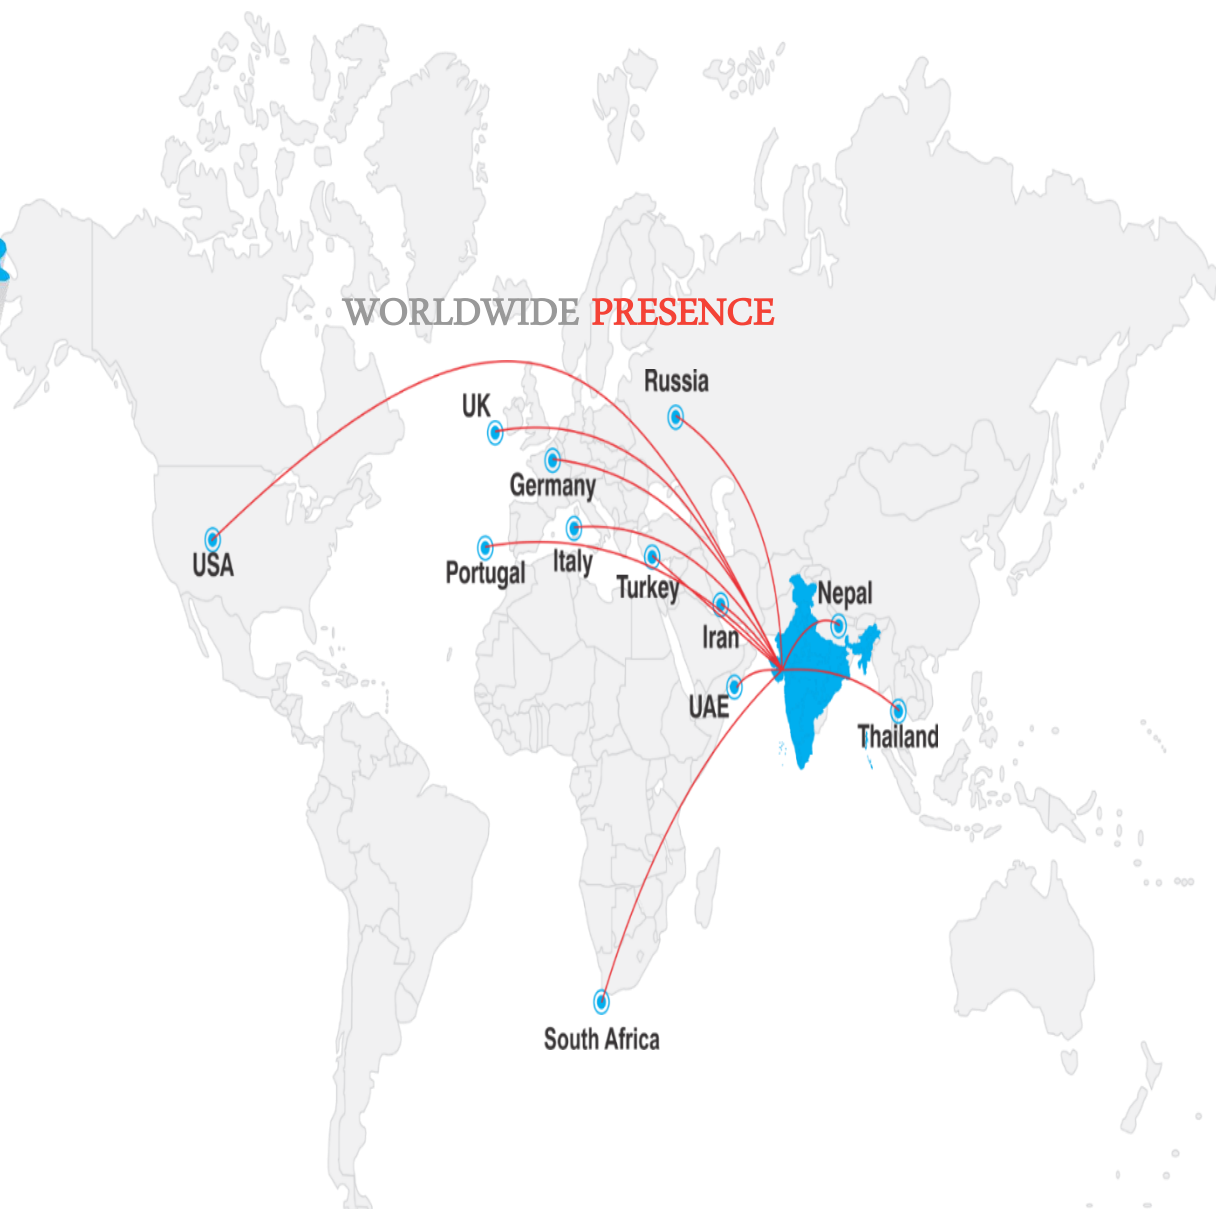 WORLDWIDE PRESENCE
Russia
UK
Germany
USA
Portugal
Italy
Turkey
Nepal
Iran
UAE
Thailand
South Africa